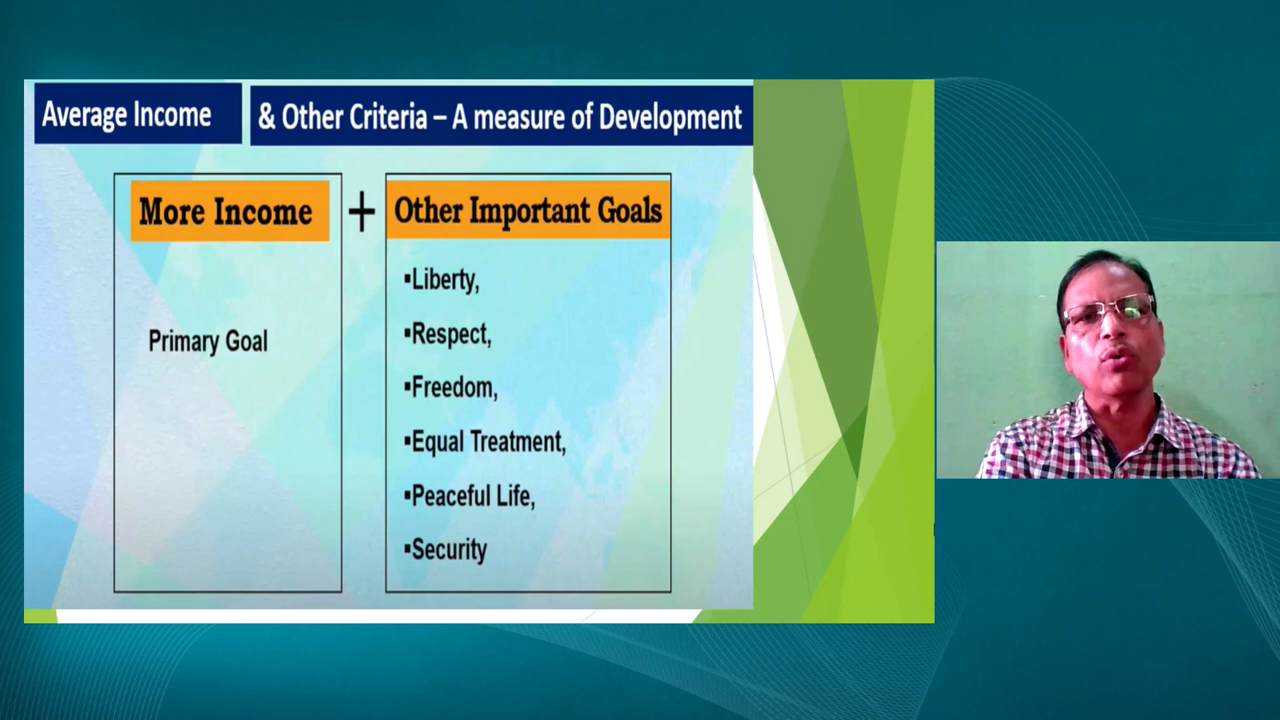 Average Income
& Other Criteria – A measure of Development
More Income
+
Other Important Goals
Primary Goal
▪Liberty,
▪Respect,
▪Freedom,
▪Equal Treatment,
▪Peaceful Life,
▪Security